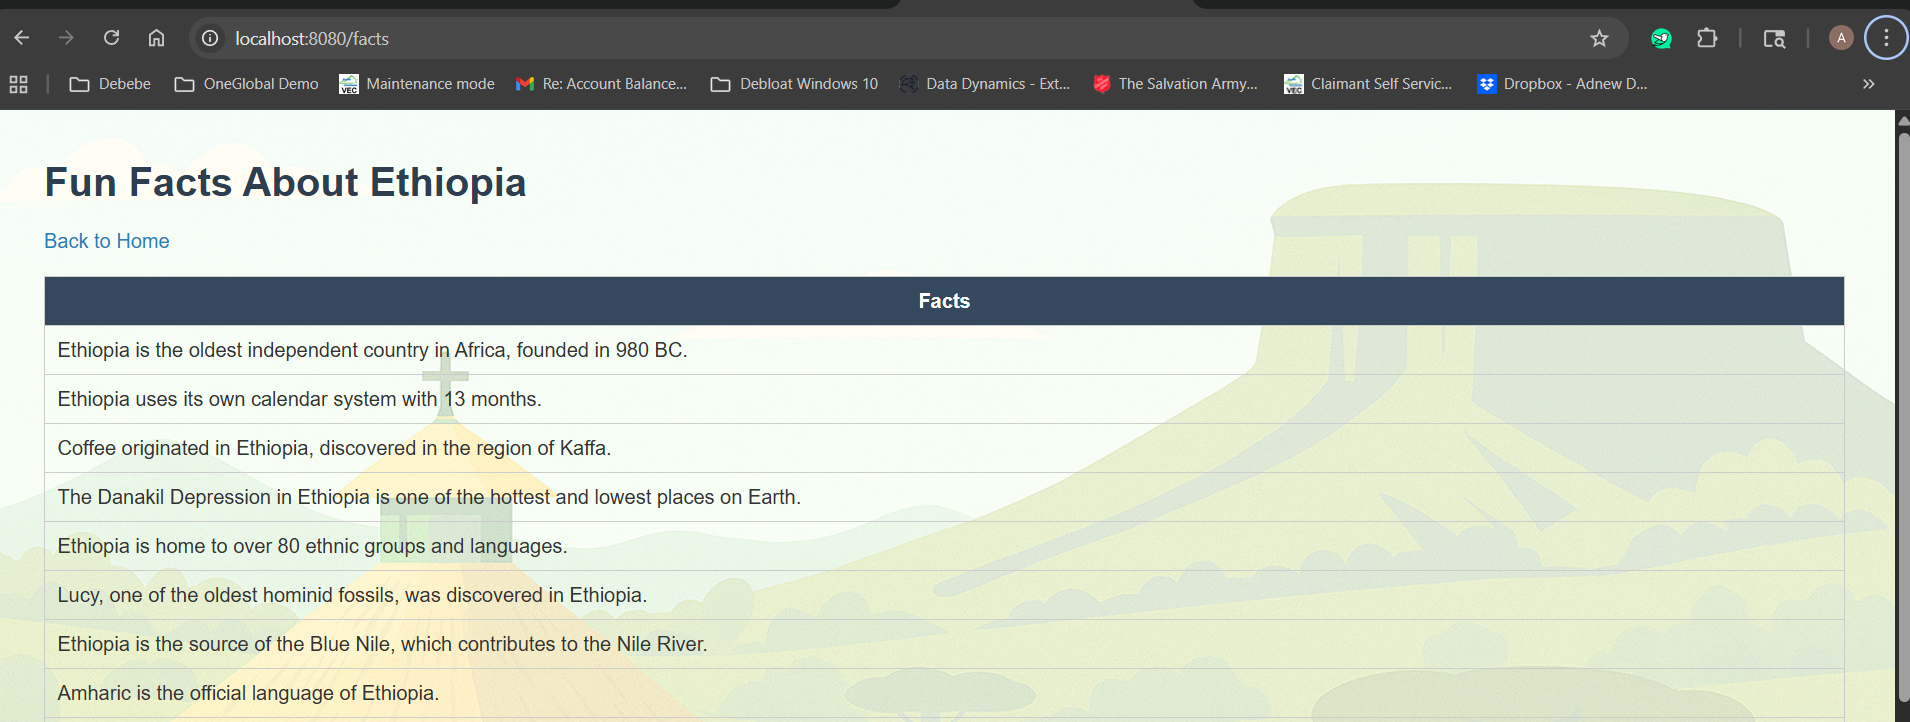 localhost:8080/facts
A
Debebe
OneGlobal Demo
VEC
Maintenance mode
Re: Account Balance...
Debloat Windows 10
Data Dynamics - Ext...
The Salvation Army...
VEC
Claimant Self Servic...
Dropbox - Adnew D...
Fun Facts About Ethiopia
Back to Home
Facts
Ethiopia is the oldest independent country in Africa, founded in 980 BC.
Ethiopia uses its own calendar system with 13 months.
Coffee originated in Ethiopia, discovered in the region of Kaffa.
The Danakil Depression in Ethiopia is one of the hottest and lowest places on Earth.
Ethiopia is home to over 80 ethnic groups and languages.
Lucy, one of the oldest hominid fossils, was discovered in Ethiopia.
Ethiopia is the source of the Blue Nile, which contributes to the Nile River.
Amharic is the official language of Ethiopia.